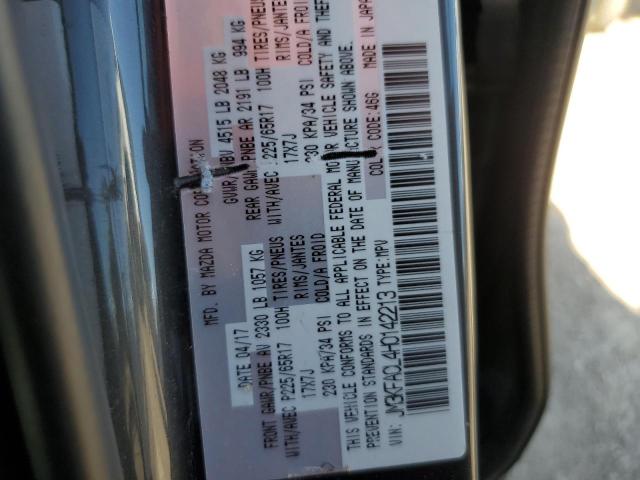 MFD. BY MAZDA MOTOR CORPORATION
DATE 04/17 GVWR/PNBV 4515 LB 2048 KG
FRONT GAWR/PNBE AV 2330 LB 1057 KG REAR GAWR/PNBE AR 2191 LB 994 KG
WITH/AVEC P225/65R17 100H TIRES/PNEUS WITH/AVEC P225/65R17 100H TIRES/PNEUS
17X7J RIMS/JANTES 17X7J RIMS/JANTES
230 KPA/34 PSI COLD/A FROID 230 KPA/34 PSI COLD/A FROID
THIS VEHICLE CONFORMS TO ALL APPLICABLE FEDERAL MOTOR VEHICLE SAFETY AND THEFT
PREVENTION STANDARDS IN EFFECT ON THE DATE OF MANUFACTURE SHOWN ABOVE.
VIN: JM3KFACL4H0142213 TYPE:MPV COLOR CODE:46G MADE IN JAPAN